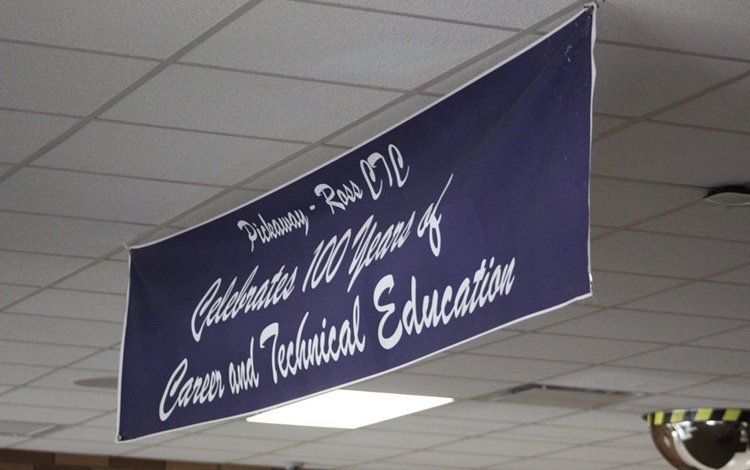 Pickaway - Ross CTC
Celebrates 100 Years of
Career and Technical Education